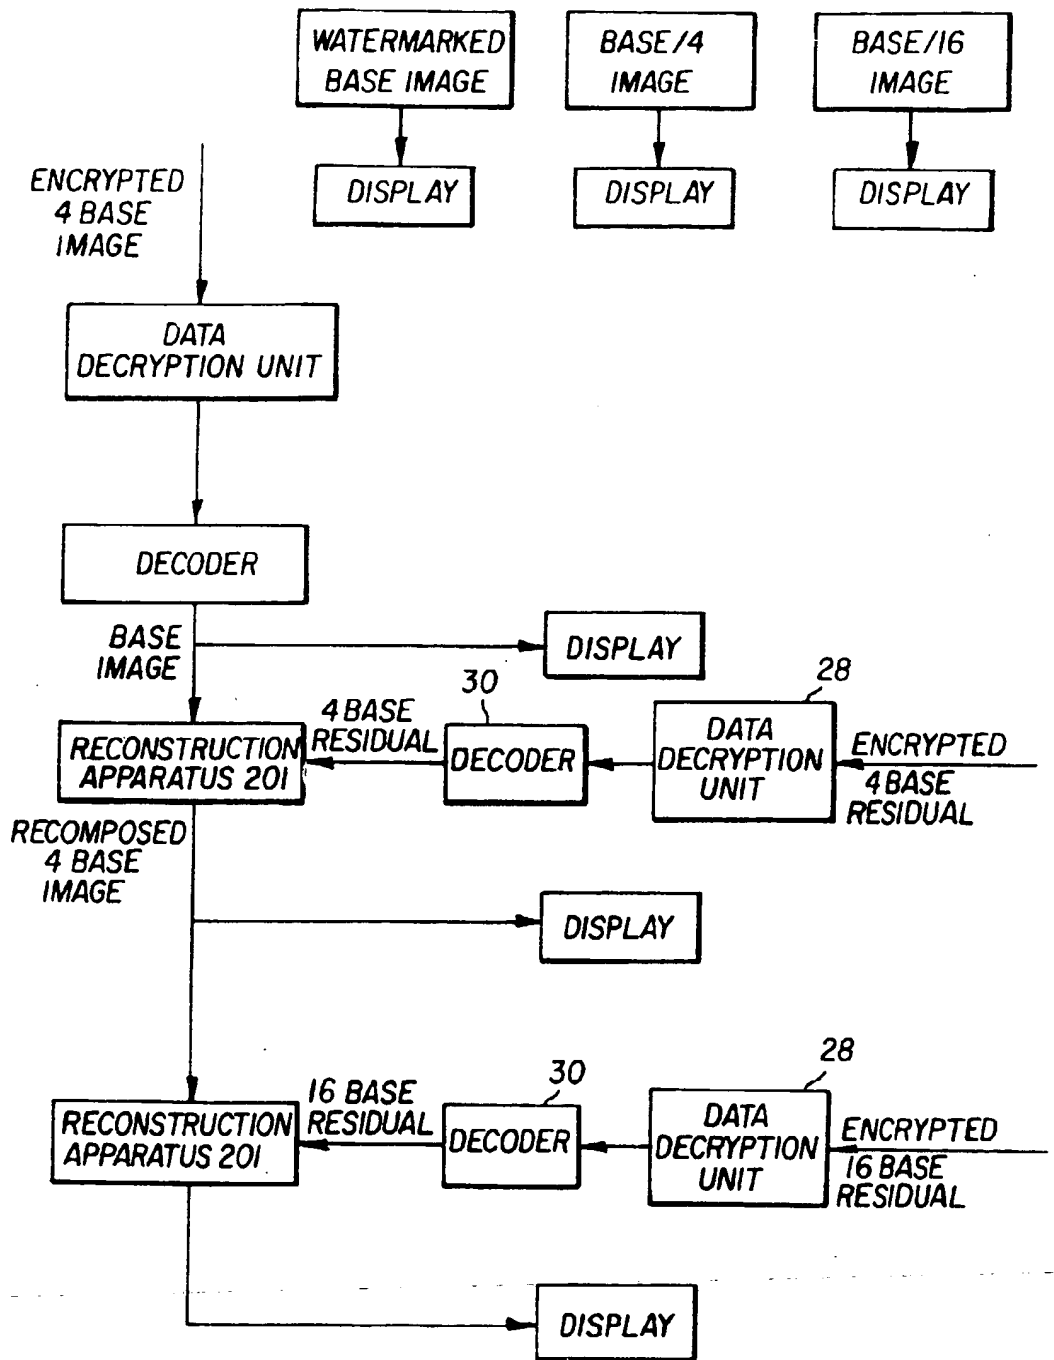 WATERMARKED
BASE IMAGE
BASE/4
IMAGE
BASE/16
IMAGE
DISPLAY
DISPLAY
DISPLAY
ENCRYPTED
4 BASE
IMAGE
DATA
DECRYPTION UNIT
DECODER
BASE
IMAGE
DISPLAY
RECONSTRUCTION
APPARATUS 201
4 BASE
RESIDUAL
30
DECODER
28
DATA
DECRYPTION
UNIT
ENCRYPTED
4 BASE
RESIDUAL
RECOMPOSED
4 BASE
IMAGE
DISPLAY
RECONSTRUCTION
APPARATUS 201
16 BASE
RESIDUAL
30
DECODER
28
DATA
DECRYPTION
UNIT
ENCRYPTED
16 BASE
RESIDUAL
DISPLAY